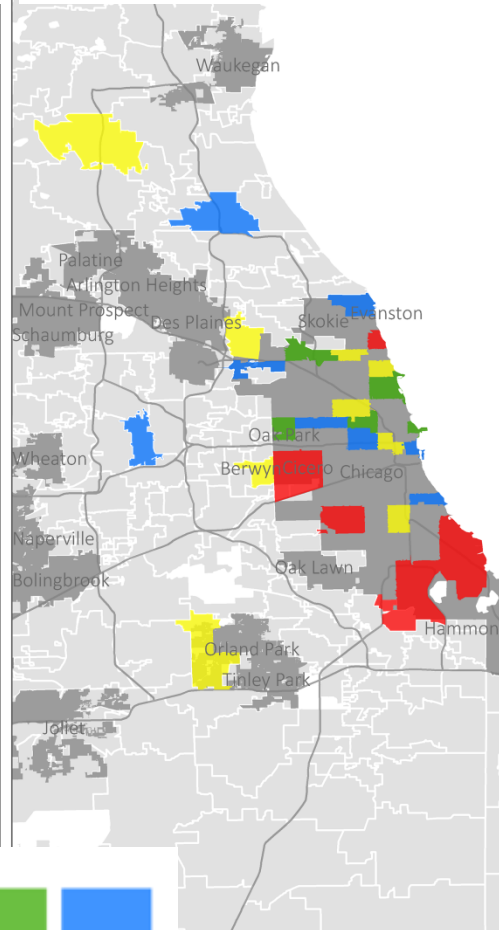 Waukegan
Palatine
Arlington Heights
Mount Prospect
Schaumburg
Des Plaines
Skokie
Evanston
Oak Park
Wheaton
Berwyn
Cicero
Chicago
Naperville
Bolingbrook
Oak Lawn
Hammon
Orland Park
Tinley Park
Joliet